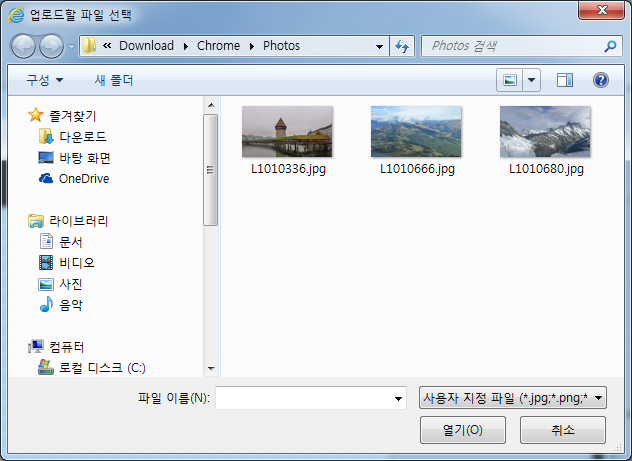 업로드할 파일 선택
« Download Chrome Photos
Photos 검색
구성
새 폴더
즐겨찾기
다운로드
바탕 화면
OneDrive
라이브러리
문서
비디오
사진
음악
컴퓨터
로컬 디스크 (C:)
L1010336.jpg
L1010666.jpg
L1010680.jpg
파일 이름(N):
사용자 지정 파일 (*.jpg;*.png;*
열기(O)
취소